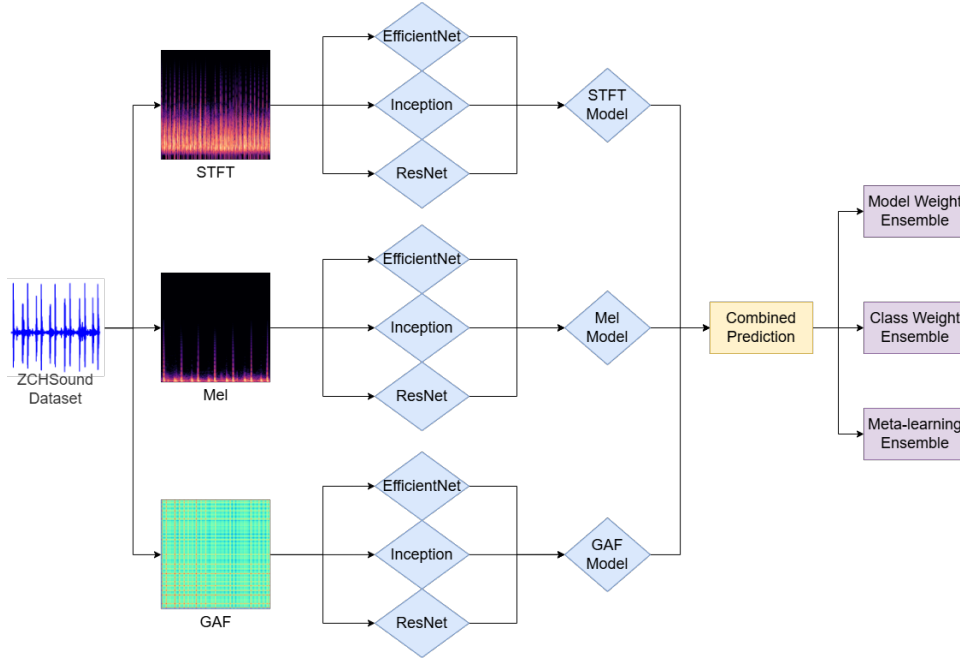 ZCHSound
Dataset
STFT
EfficientNet
Inception
ResNet
STFT
Model
Mel
EfficientNet
Inception
ResNet
Mel
Model
GAF
EfficientNet
Inception
ResNet
GAF
Model
Combined
Prediction
Model Weight
Ensemble
Class Weight
Ensemble
Meta-learning
Ensemble